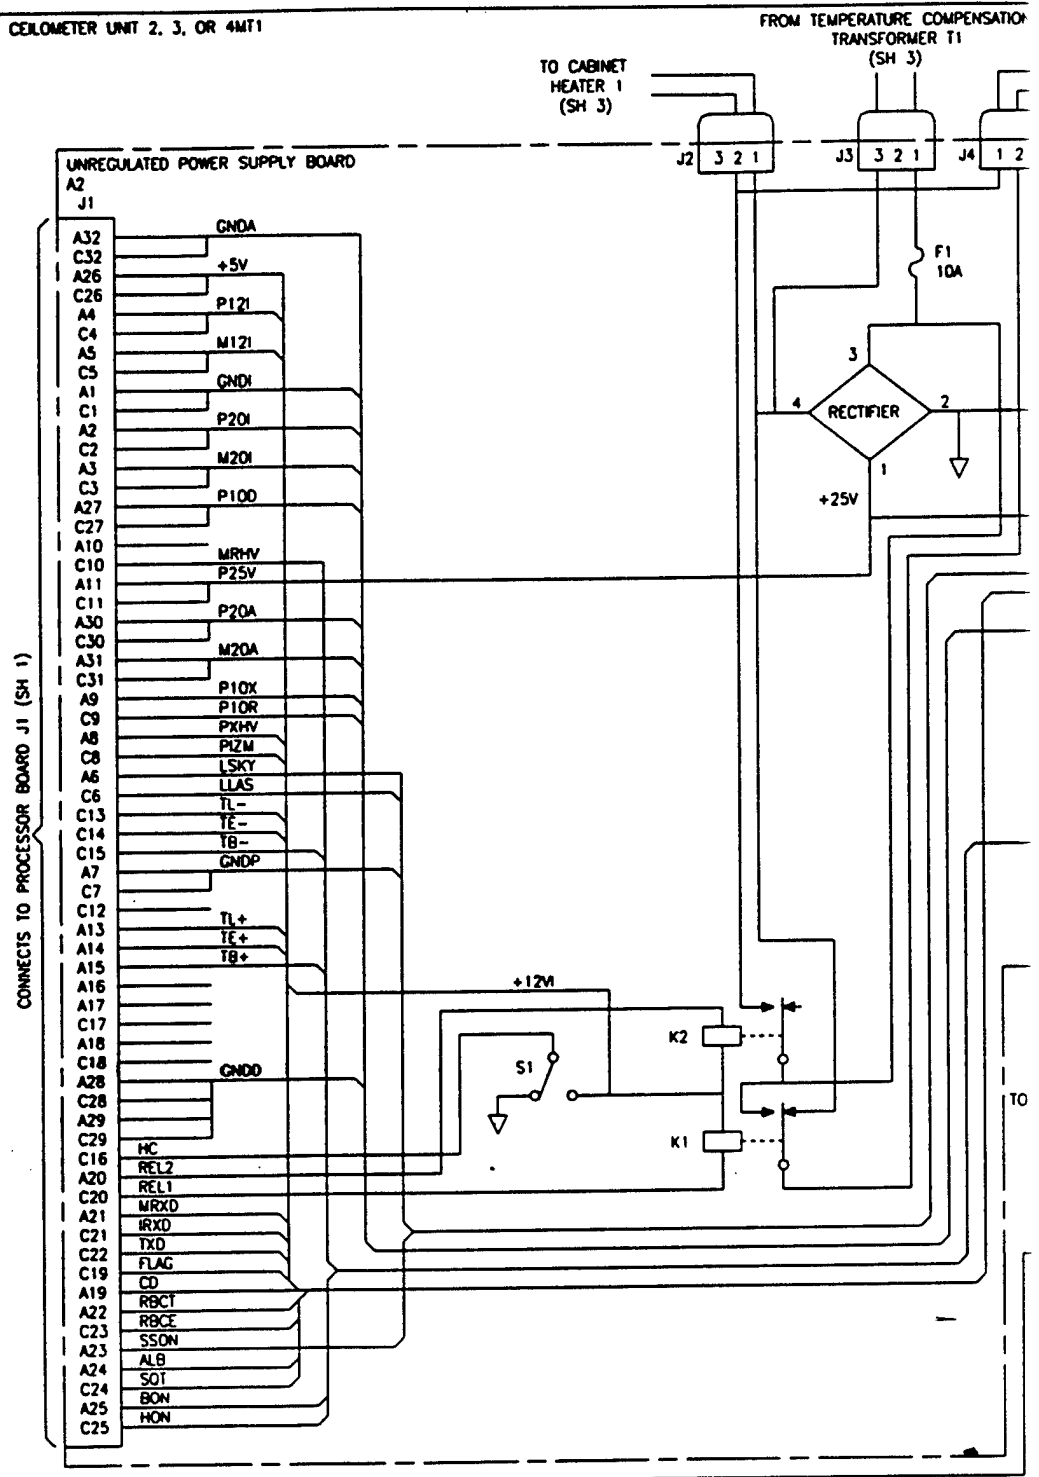 CEILOMETER UNIT 2, 3, OR 4MT1
FROM TEMPERATURE COMPENSATION
TRANSFORMER T1
(SH 3)
TO CABINET
HEATER 1
(SH 3)
UNREGULATED POWER SUPPLY BOARD
A2
J1
J2 3 2 1
J3 3 2 1
J4 1 2
F1
10A
3
4 RECTIFIER 2
1
+25V
CONNECTS TO PROCESSOR BOARD J1 (SH 1)
A32 GNDA
C32
A26 +5V
C26
A4 P12I
C4
A5 M12I
C5
A1 GNDI
C1
A2 P20I
C2
A3 M20I
C3
A27 P10D
C27
A10
C10 MRHV
A11 P25V
C11
A30 P20A
C30
A31 M20A
C31
A9 P10X
C9 P10R
A8 PXHV
C8 PIZM
A6 LSKY
C6 LLAS
C13 TL-
C14 TE-
C15 TB-
A7 GNDP
C7
C12
A13 TL+
A14 TE+
A15 TB+
A16
A17
C17
A18
C18
A28 GNDD
C28
A29
C29
C16 HC
A20 REL2
C20 REL1
A21 MRXD
C21 IRXD
C22 TXD
C19 FLAG
A19 CD
A22 RBCT
C23 RBCE
A23 SSON
A24 ALB
C24 SOT
A25 BON
C25 HON
+12VI
S1
K2
K1
TO